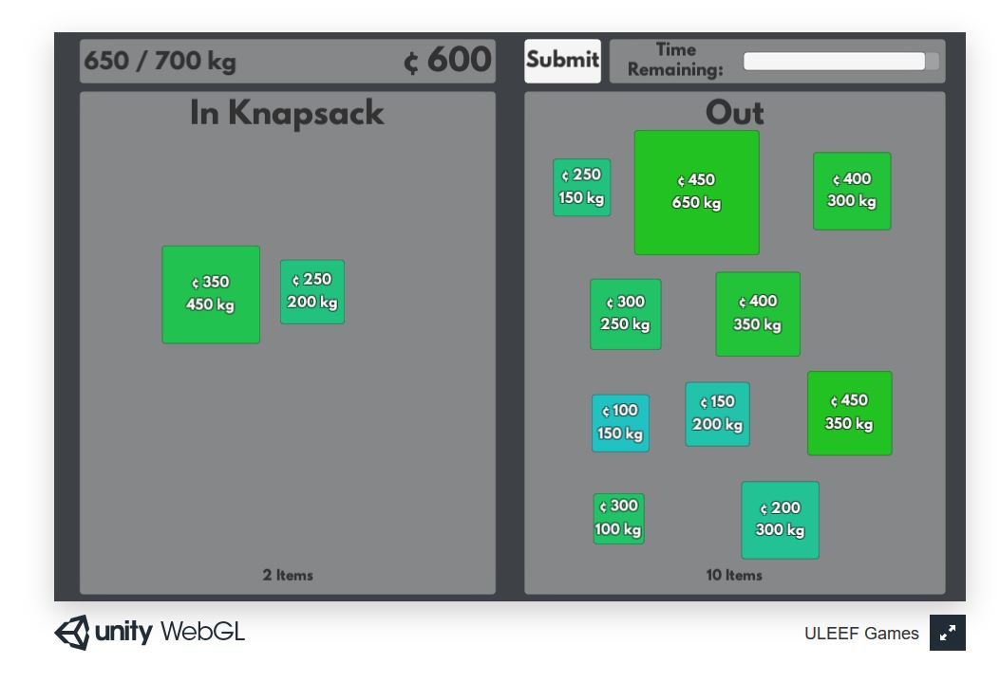 650 / 700 kg
¢ 600
Submit
Time
Remaining:
In Knapsack
¢ 350
450 kg
¢ 250
200 kg
2 Items
Out
¢ 250
150 kg
¢ 450
650 kg
¢ 400
300 kg
¢ 300
250 kg
¢ 400
350 kg
¢ 100
150 kg
¢ 150
200 kg
¢ 450
350 kg
¢ 300
100 kg
¢ 200
300 kg
10 Items
unity WebGL
ULEEF Games